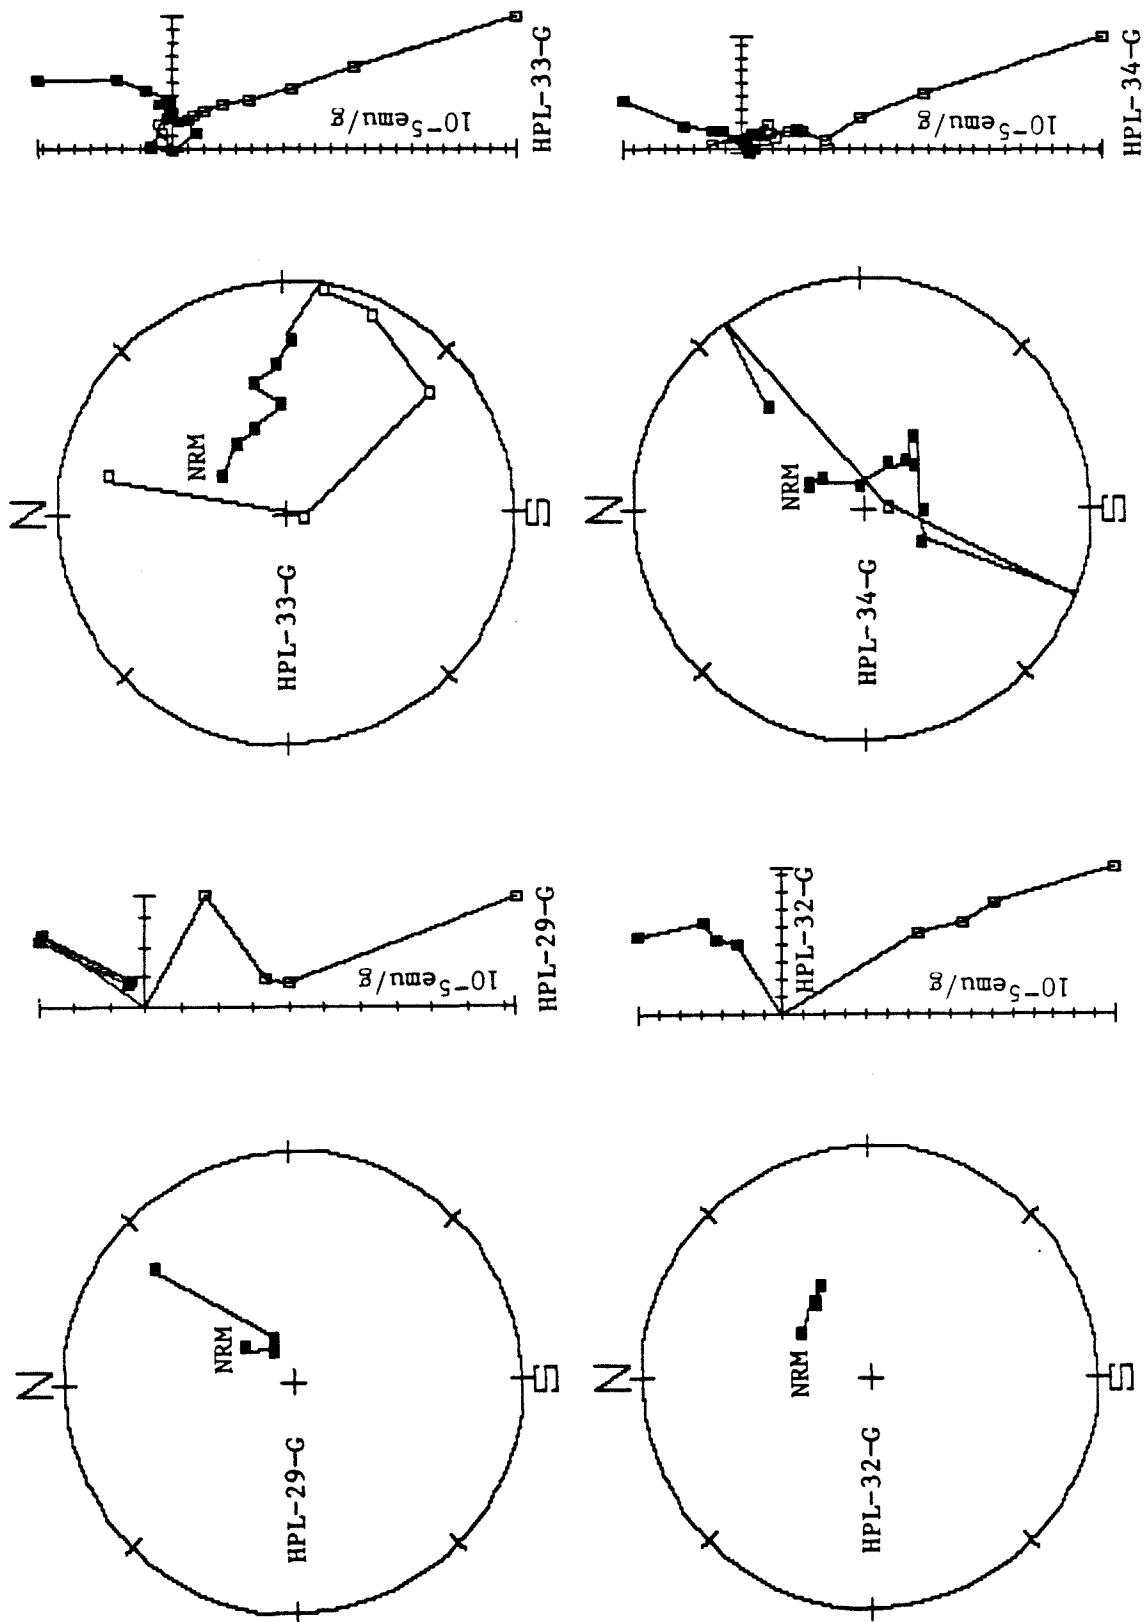 HPL-33-G
10⁻⁵emu/g
HPL-34-G
10⁻⁵emu/g
N
NRM
HPL-33-G
S
N
NRM
HPL-34-G
S
HPL-29-G
10⁻⁵emu/g
HPL-32-G
10⁻⁵emu/g
N
NRM
HPL-29-G
S
N
NRM
HPL-32-G
S